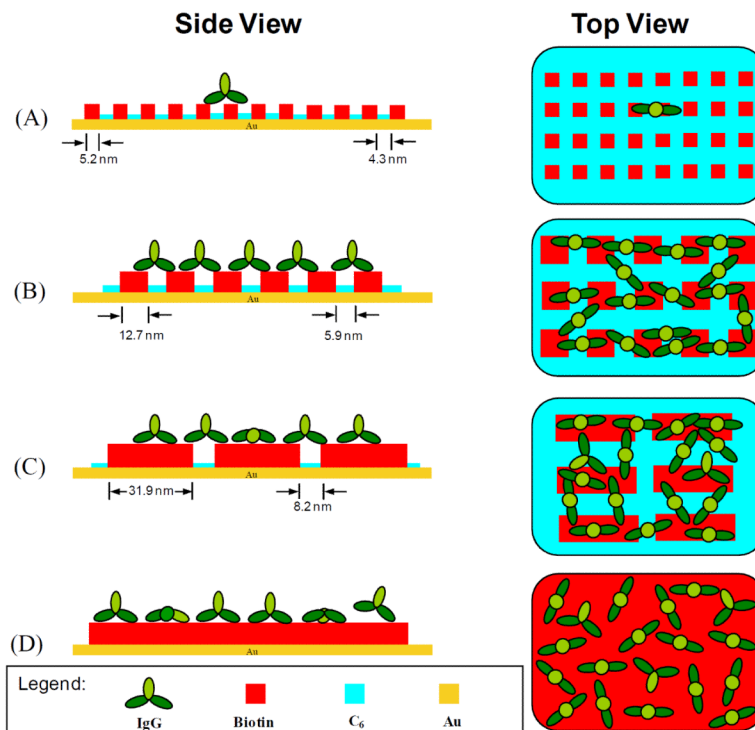 Side View
Top View
(A)
Au
5.2 nm
4.3 nm
(B)
Au
12.7 nm
5.9 nm
(C)
Au
31.9 nm
8.2 nm
(D)
Au
Legend:
IgG
Biotin
C₆
Au